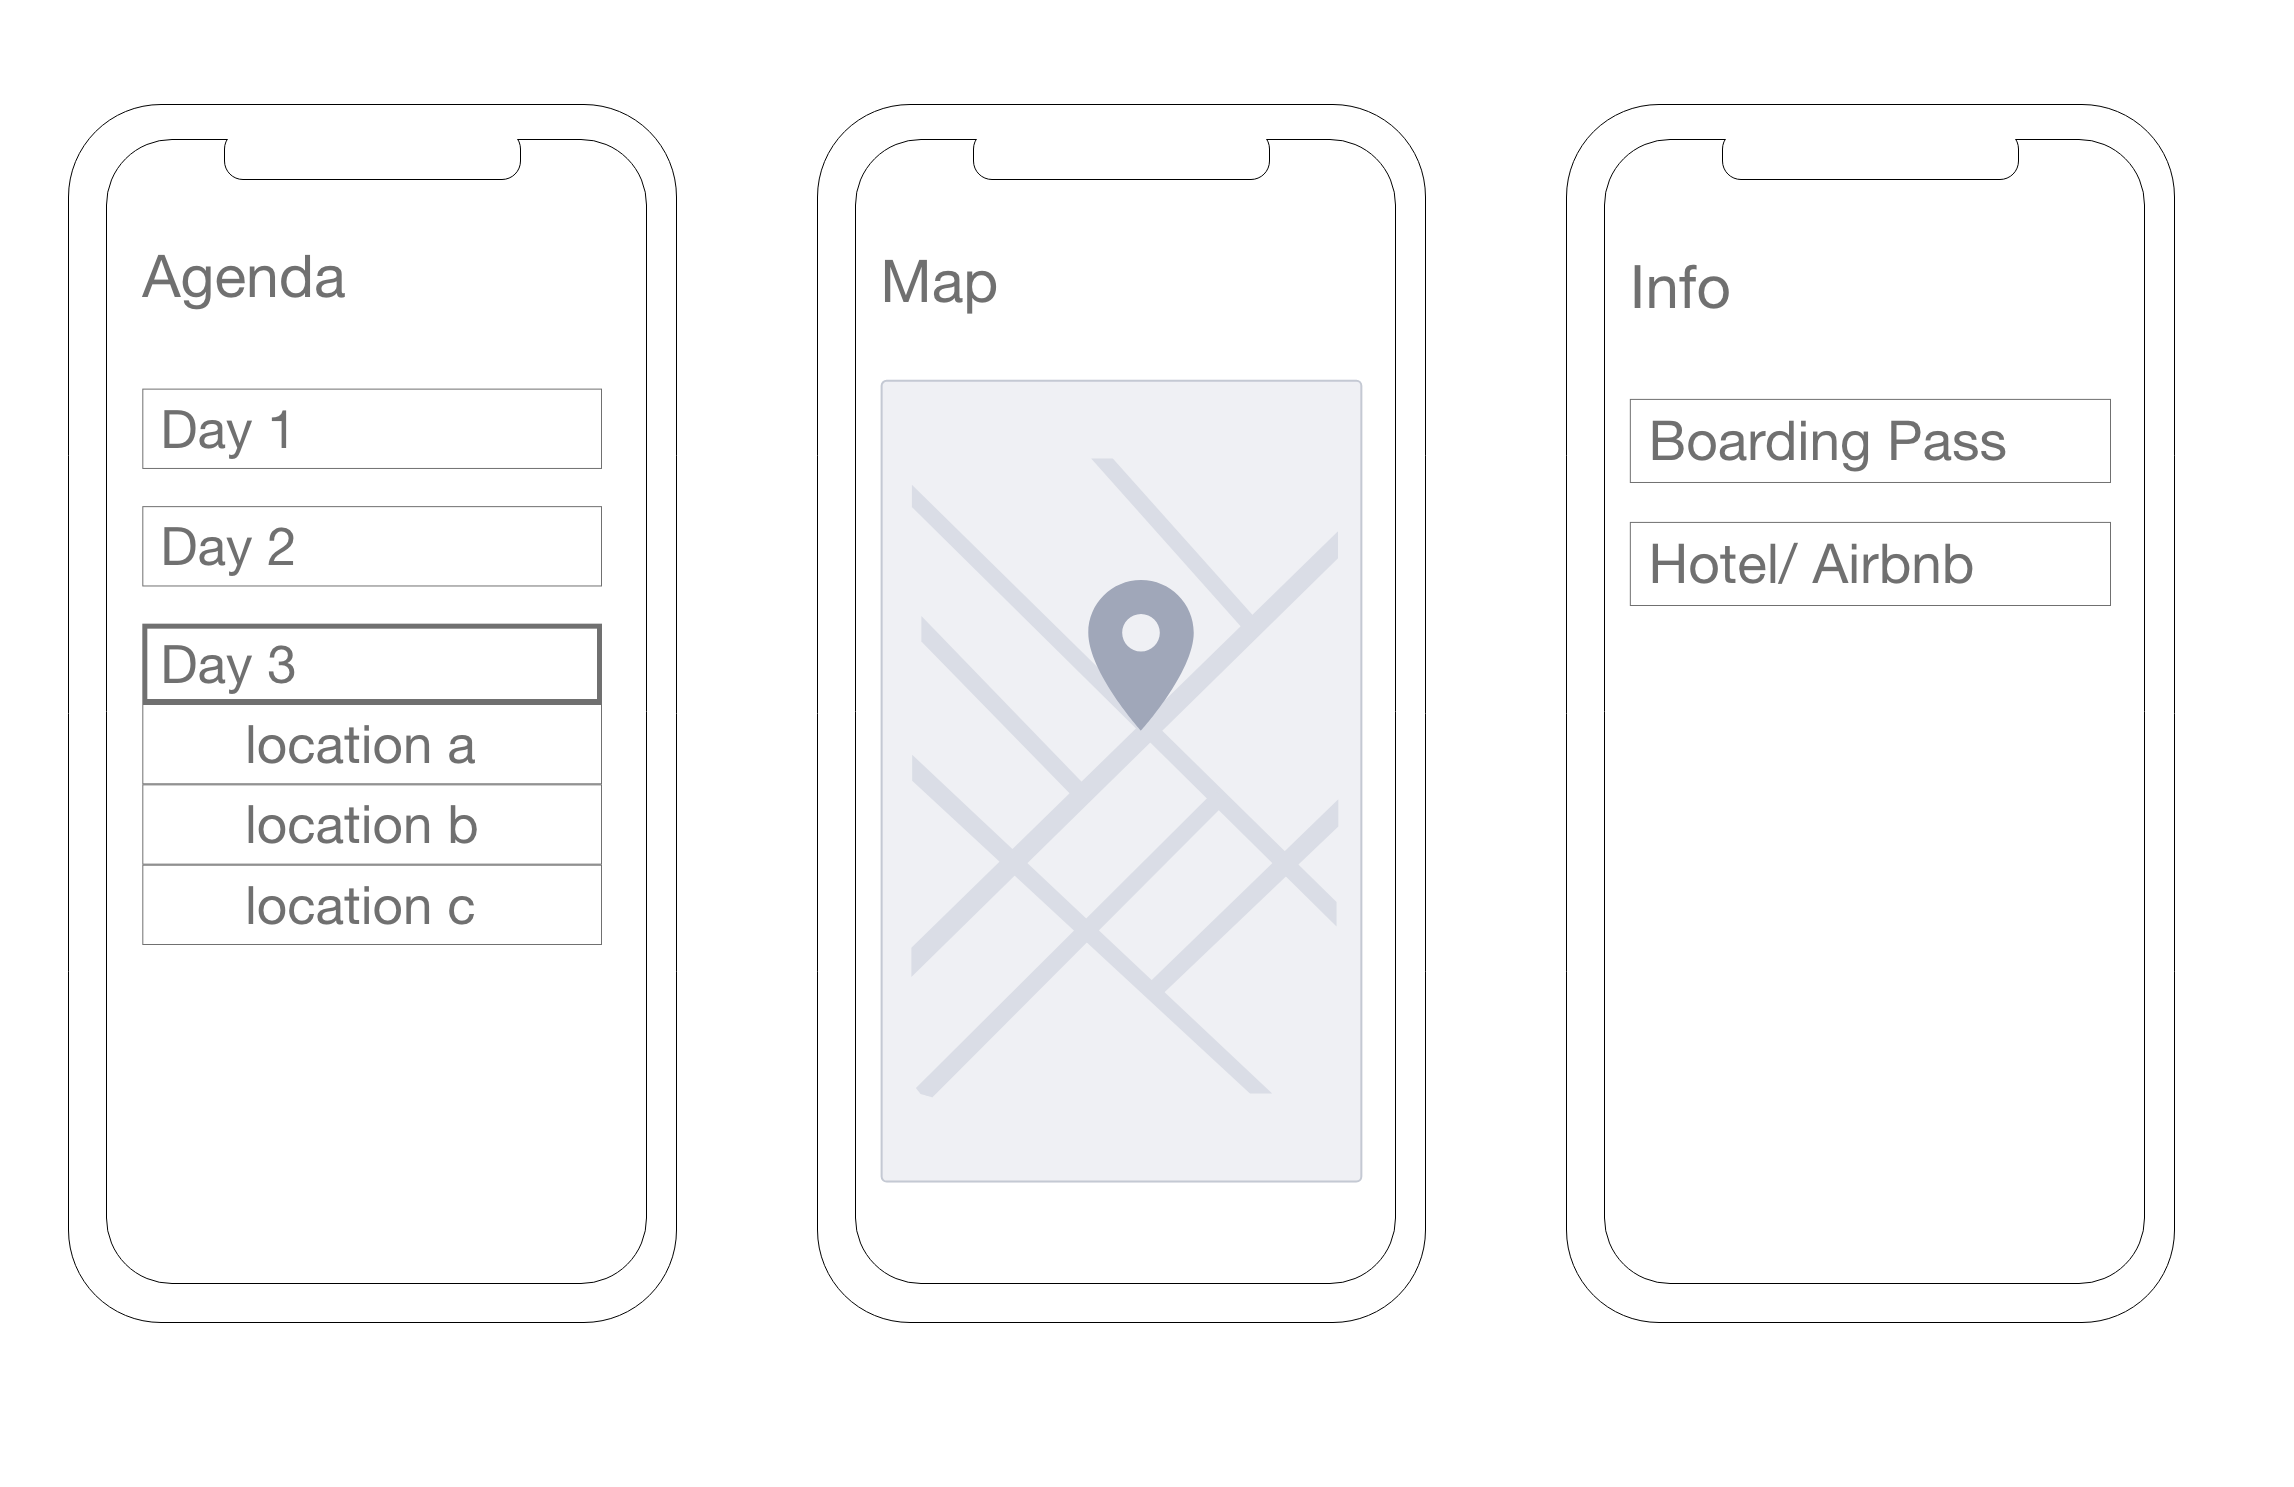 Agenda
Day 1
Day 2
Day 3
location a
location b
location c
Map
Info
Boarding Pass
Hotel/ Airbnb